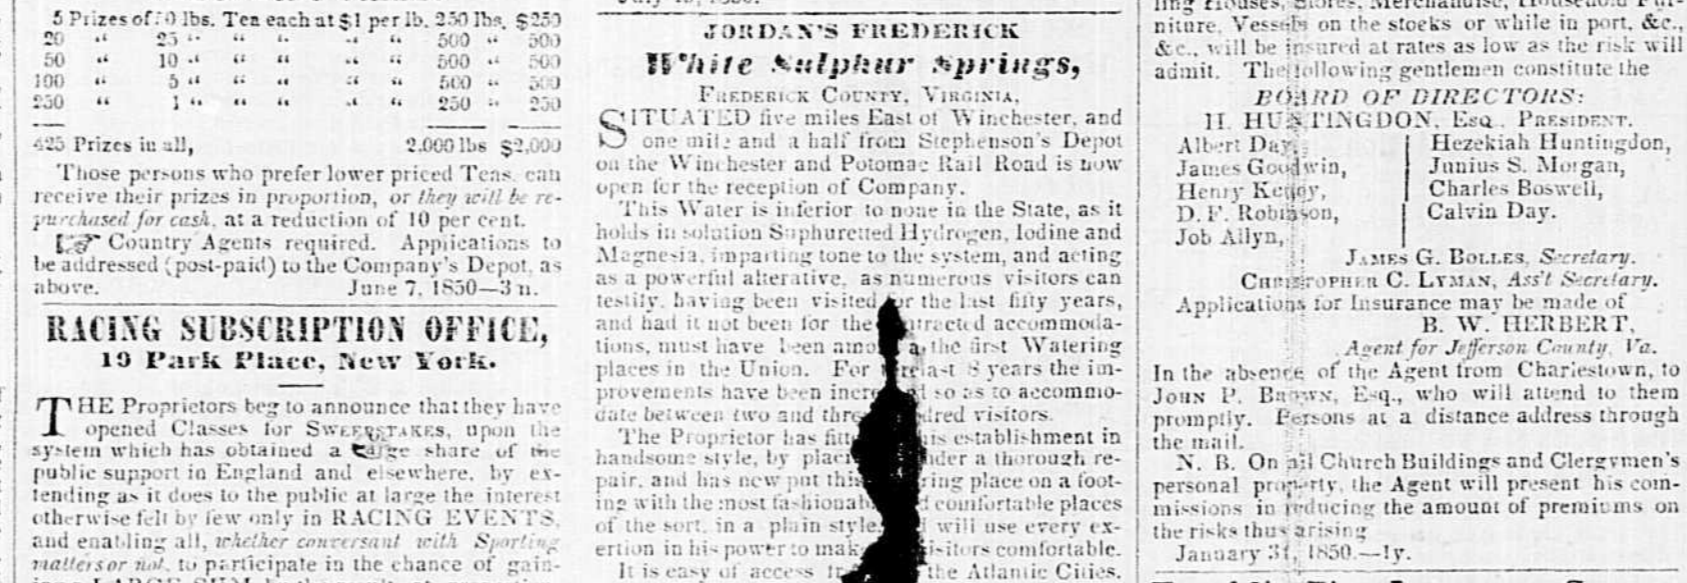 5 Prizes of 10 lbs. Tea each at $1 per lb. 250 lbs. $250
20 “ 25 “ “ “ “ “ 500 “ 500
50 “ 10 “ “ “ “ “ 500 “ 500
100 “ 5 “ “ “ “ “ 500 “ 500
250 “ 1 “ “ “ “ “ 250 “ 250
425 Prizes in all, 2,000 lbs $2,000
Those persons who prefer lower priced Teas, can
receive their prizes in proportion, or they will be re-
purchased for cash, at a reduction of 10 per cent.
☞ Country Agents required. Applications to
be addressed (post-paid) to the Company's Depot, as
above. June 7, 1850—3m.
RACING SUBSCRIPTION OFFICE,
19 Park Place, New York.
THE Proprietors beg to announce that they have
opened Classes for SWEEPSTAKES, upon the
system which has obtained a large share of the
public support in England and elsewhere, by ex-
tending as it does to the public at large the interest
otherwise felt by few only in RACING EVENTS,
and enabling all, whether conversant with Sporting
matters or not, to participate in the chance of gain-
JORDAN'S FREDERICK
White Sulphur Springs,
FREDERICK COUNTY, VIRGINIA,
SITUATED five miles East of Winchester, and
one mile and a half from Stephenson's Depot
on the Winchester and Potomac Rail Road is now
open for the reception of Company.
This Water is inferior to none in the State, as it
holds in solution Suphuretted Hydrogen, Iodine and
Magnesia, imparting tone to the system, and acting
as a powerful alterative, as numerous visitors can
testify, having been visited for the last fifty years,
and had it not been for the accommoda-
tions, must have been the first Watering
places in the Union. For last 8 years the im-
provements have been so as to accommo-
date between two and visitors.
The Proprietor has establishment in
handsome style, by a thorough re-
pair, and has now put place on a foot-
ing with the most comfortable places
of the sort, in a plain style, will use every ex-
ertion in his power to visitors comfortable.
It is easy of access the Atlantic Cities.
ling Houses, Stores, Merchandise, Household Fur-
niture, Vessels on the stocks or while in port, &c.,
&c., will be insured at rates as low as the risk will
admit. The following gentlemen constitute the
BOARD OF DIRECTORS:
H. HUNTINGDON, Esq., PRESIDENT.
Albert Day, Hezekiah Huntingdon,
James Goodwin, Junius S. Morgan,
Henry Keney, Charles Boswell,
D. F. Robinson, Calvin Day.
Job Allyn,
JAMES G. BOLLES, Secretary.
CHRISTOPHER C. LYMAN, Ass't Secretary.
Applications for Insurance may be made of
B. W. HERBERT,
Agent for Jefferson County, Va.
In the absence of the Agent from Charlestown, to
JOHN P. BROWN, Esq., who will attend to them
promptly. Persons at a distance address through
the mail.
N. B. On all Church Buildings and Clergymen's
personal property, the Agent will present his com-
missions in reducing the amount of premiums on
the risks thus arising
January 31, 1850.—1y.